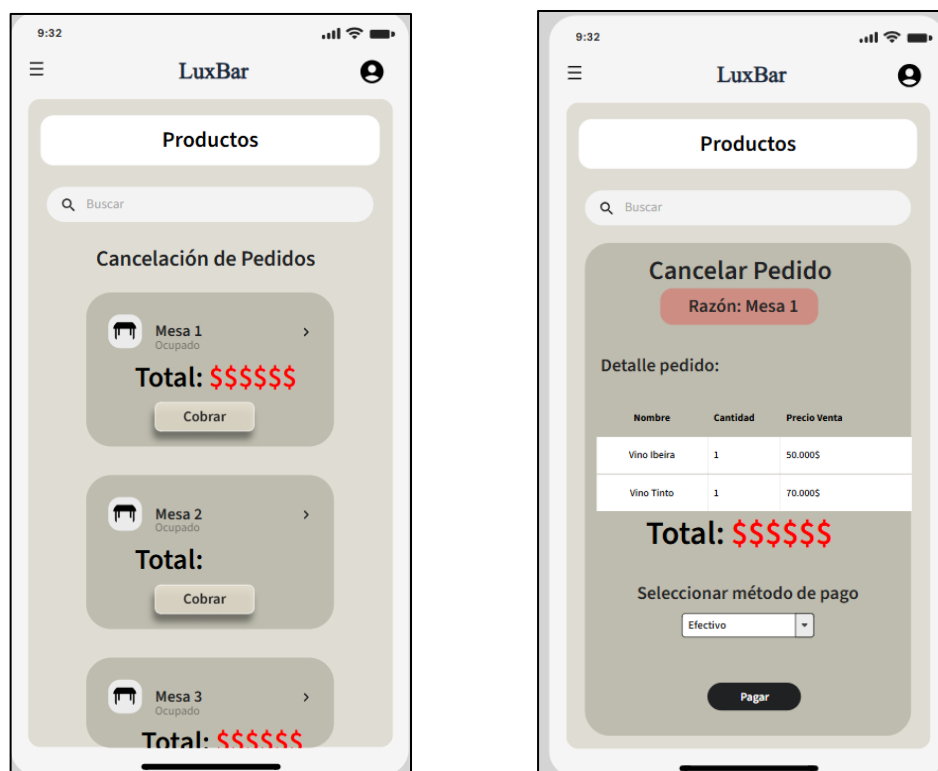 9:32
LuxBar
Productos
Buscar
Cancelación de Pedidos
Mesa 1
Ocupado
Total: $$$$$$
Cobrar
Mesa 2
Ocupado
Total:
Cobrar
Mesa 3
Ocupado
Total: $$$$$$
9:32
LuxBar
Productos
Buscar
Cancelar Pedido
Razón: Mesa 1
Detalle pedido:
Nombre Cantidad Precio Venta
Vino Ibeira 1 50.000$
Vino Tinto 1 70.000$
Total: $$$$$$
Seleccionar método de pago
Efectivo
Pagar